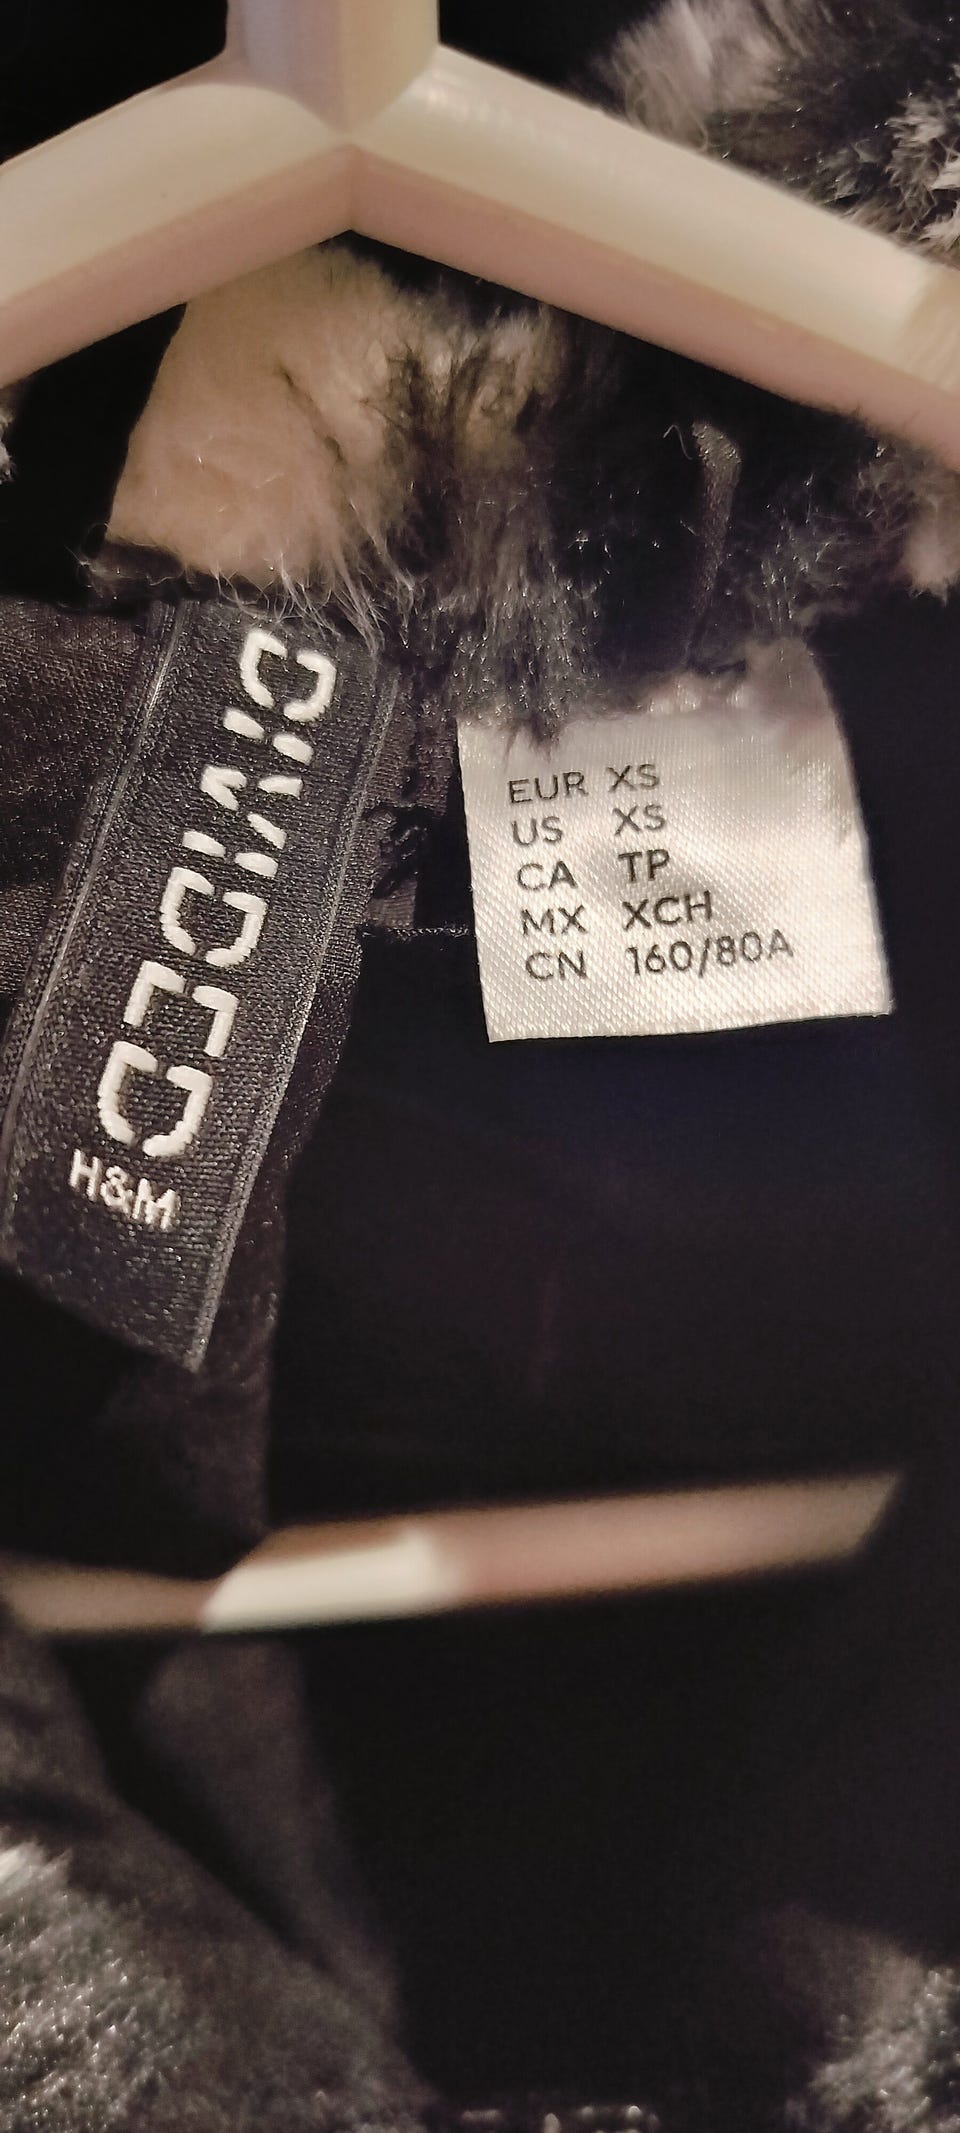 DIVIDED
H&M
EUR XS
US XS
CA TP
MX XCH
CN 160/80A